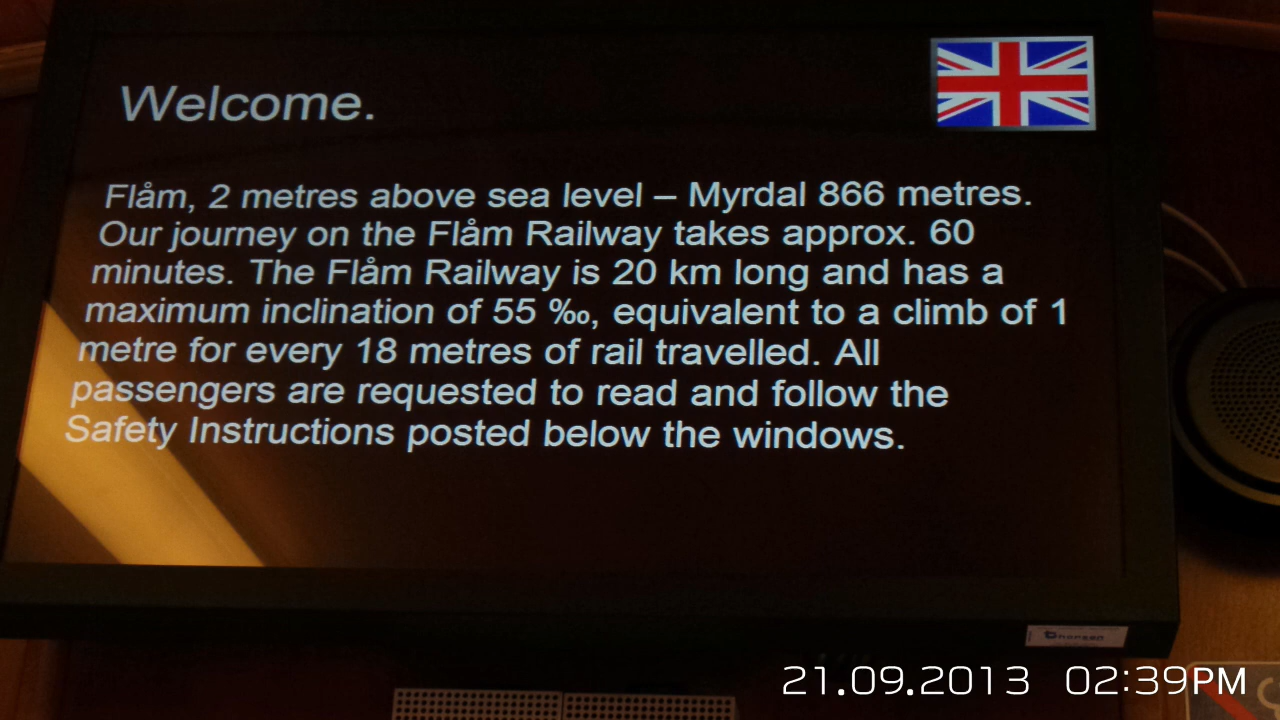 Welcome.
Flåm, 2 metres above sea level – Myrdal 866 metres.
Our journey on the Flåm Railway takes approx. 60
minutes. The Flåm Railway is 20 km long and has a
maximum inclination of 55 ‰, equivalent to a climb of 1
metre for every 18 metres of rail travelled. All
passengers are requested to read and follow the
Safety Instructions posted below the windows.
21.09.2013 02:39PM